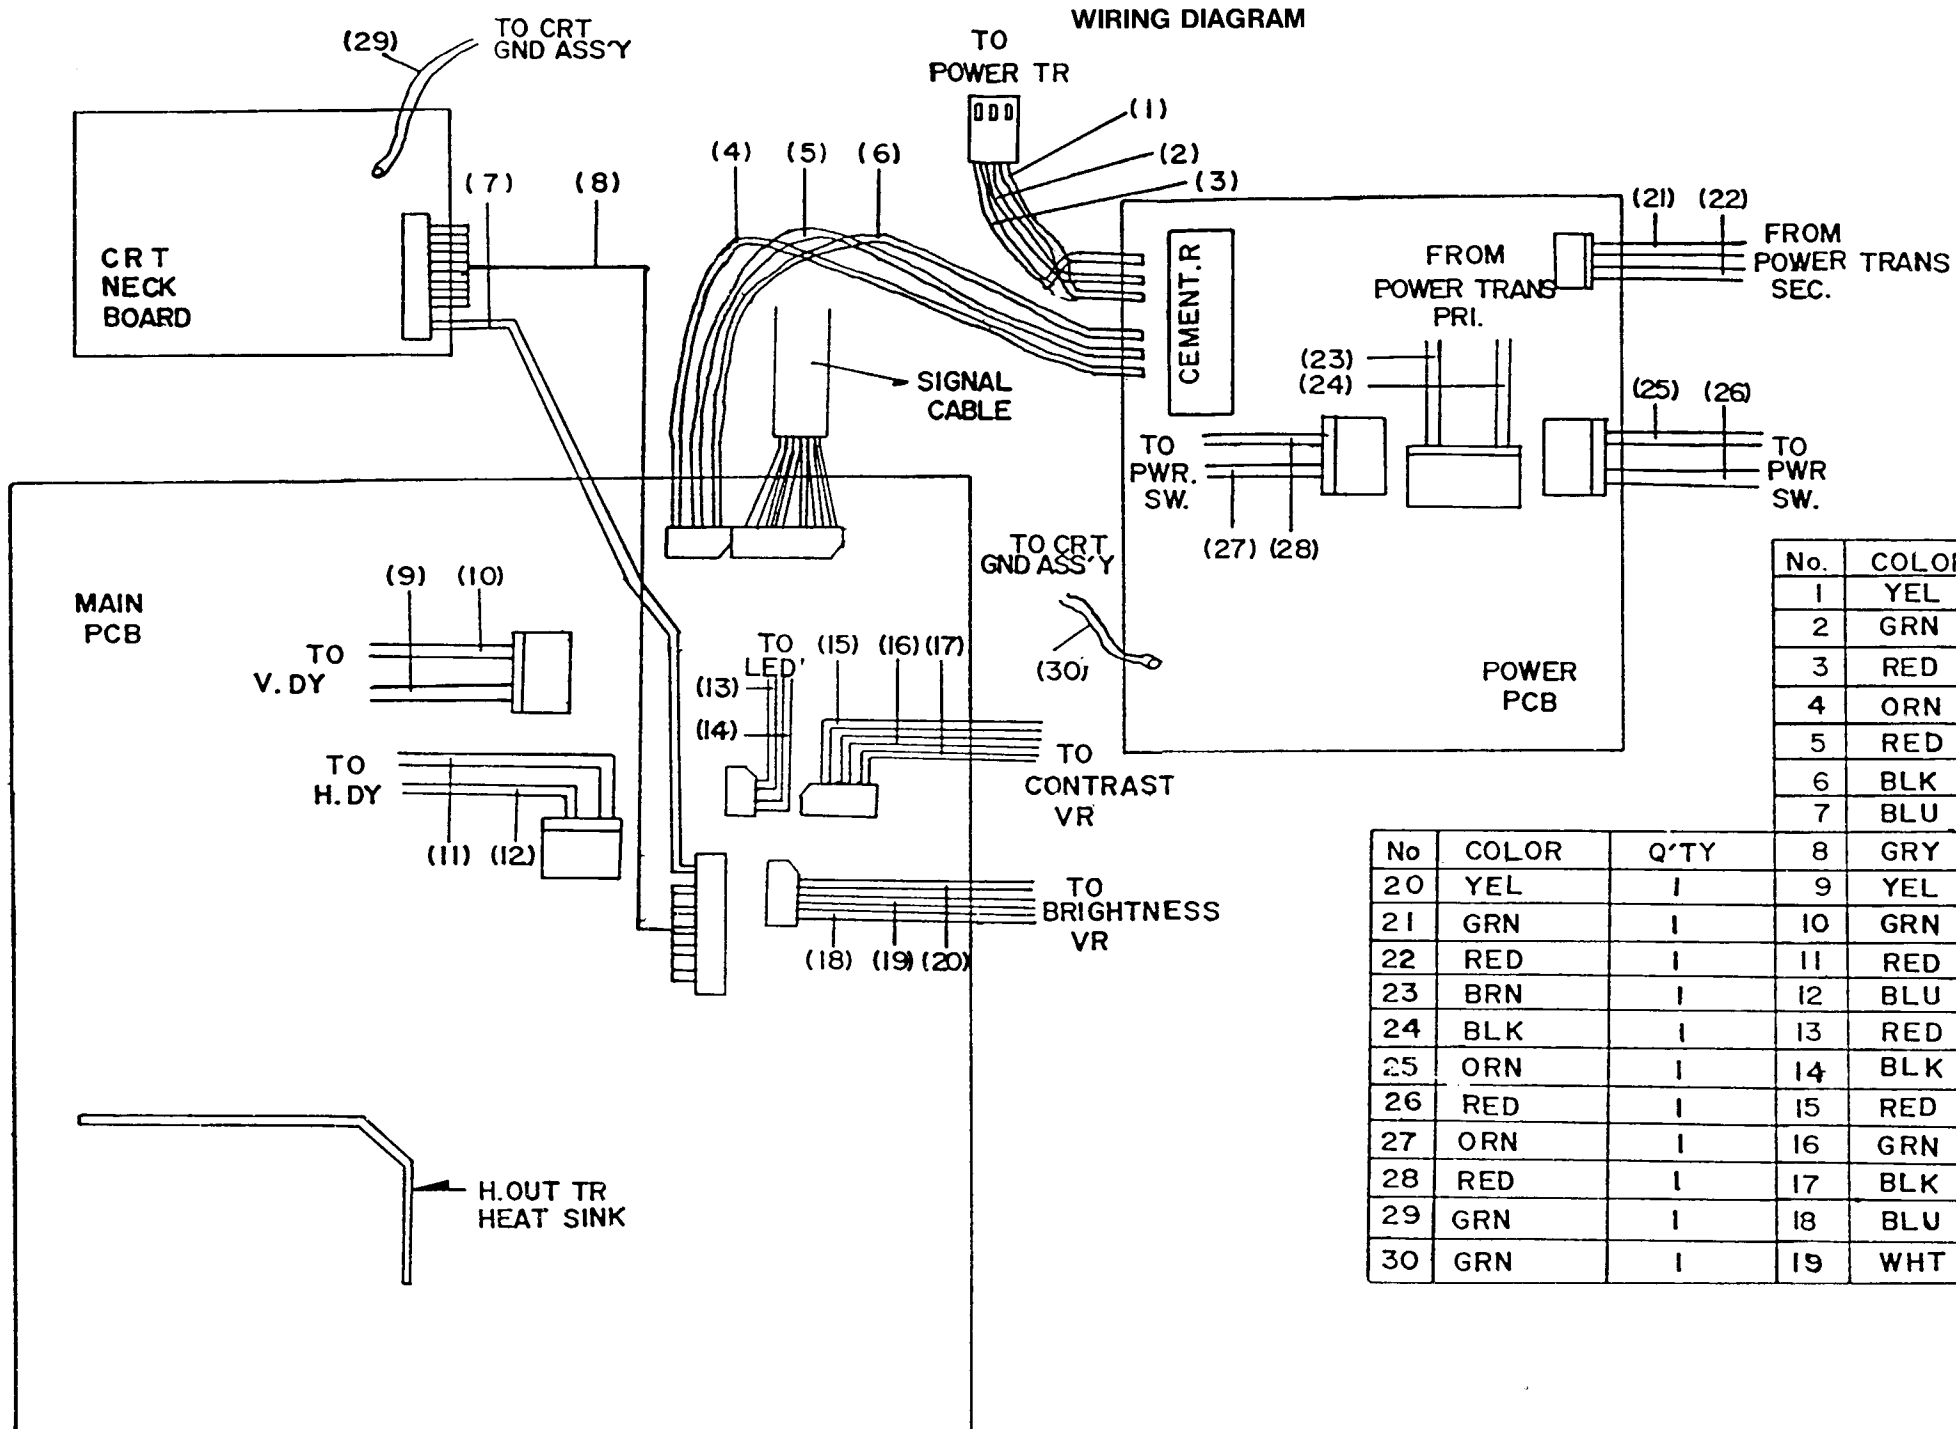 WIRING DIAGRAM
(29)
TO CRT
GND ASS'Y
TO
POWER TR
(1)
(2)
(3)
(4) (5) (6)
(7) (8)
CRT
NECK
BOARD
SIGNAL
CABLE
CEMENT.R
FROM
POWER TRANS
PRI.
(21) (22)
FROM
POWER TRANS
SEC.
(23)
(24)
(25) (26)
TO
PWR.
SW.
TO
PWR
SW.
(27) (28)
TO CRT
GND ASS'Y
(30)
POWER
PCB
MAIN
PCB
(9) (10)
TO
V. DY
TO
H. DY
(11) (12)
TO
LED'
(13)
(14)
(15) (16) (17)
TO
CONTRAST
VR
TO
BRIGHTNESS
VR
(18) (19) (20)
H.OUT TR
HEAT SINK
No. COLOR
1 YEL
2 GRN
3 RED
4 ORN
5 RED
6 BLK
7 BLU
8 GRY
9 YEL
10 GRN
11 RED
12 BLU
13 RED
14 BLK
15 RED
16 GRN
17 BLK
18 BLU
19 WHT
No COLOR Q'TY
20 YEL 1
21 GRN 1
22 RED 1
23 BRN 1
24 BLK 1
25 ORN 1
26 RED 1
27 ORN 1
28 RED 1
29 GRN 1
30 GRN 1